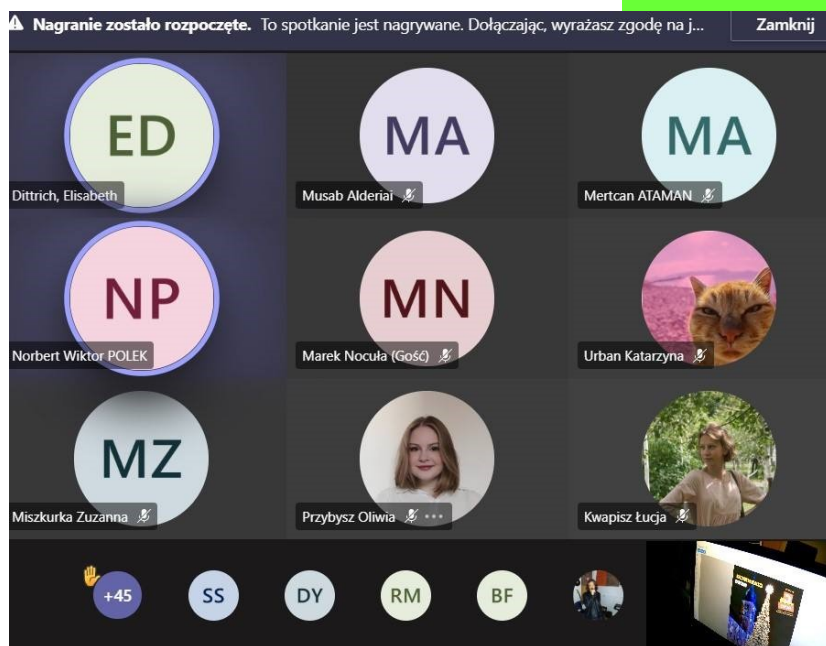 Nagranie zostało rozpoczęte. To spotkanie jest nagrywane. Dołączając, wyrażasz zgodę na j... Zamknij
ED
Dittrich, Elisabeth
MA
Musab Alderiai
MA
Mertcan ATAMAN
NP
Norbert Wiktor POLEK
MN
Marek Nocuła (Gość)
Urban Katarzyna
MZ
Miszkurka Zuzanna
Przybysz Oliwia
Kwapisz Łucja
+45
SS
DY
RM
BF